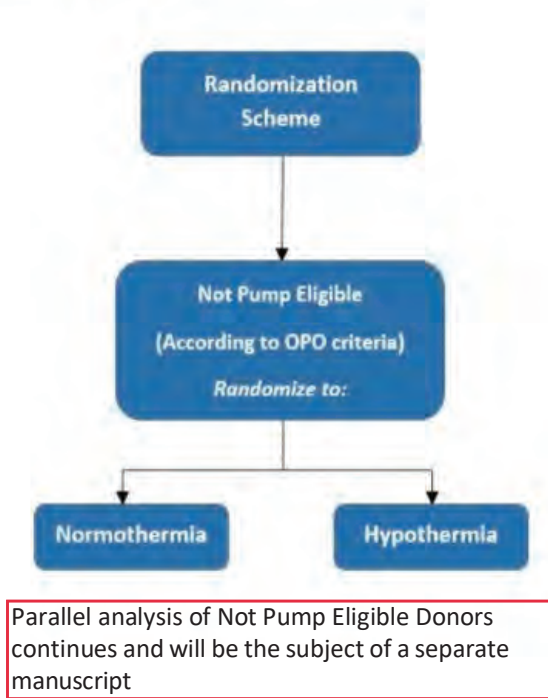 Randomization
Scheme
Not Pump Eligible
(According to OPO criteria)
Randomize to:
Normothermia
Hypothermia
Parallel analysis of Not Pump Eligible Donors
continues and will be the subject of a separate
manuscript